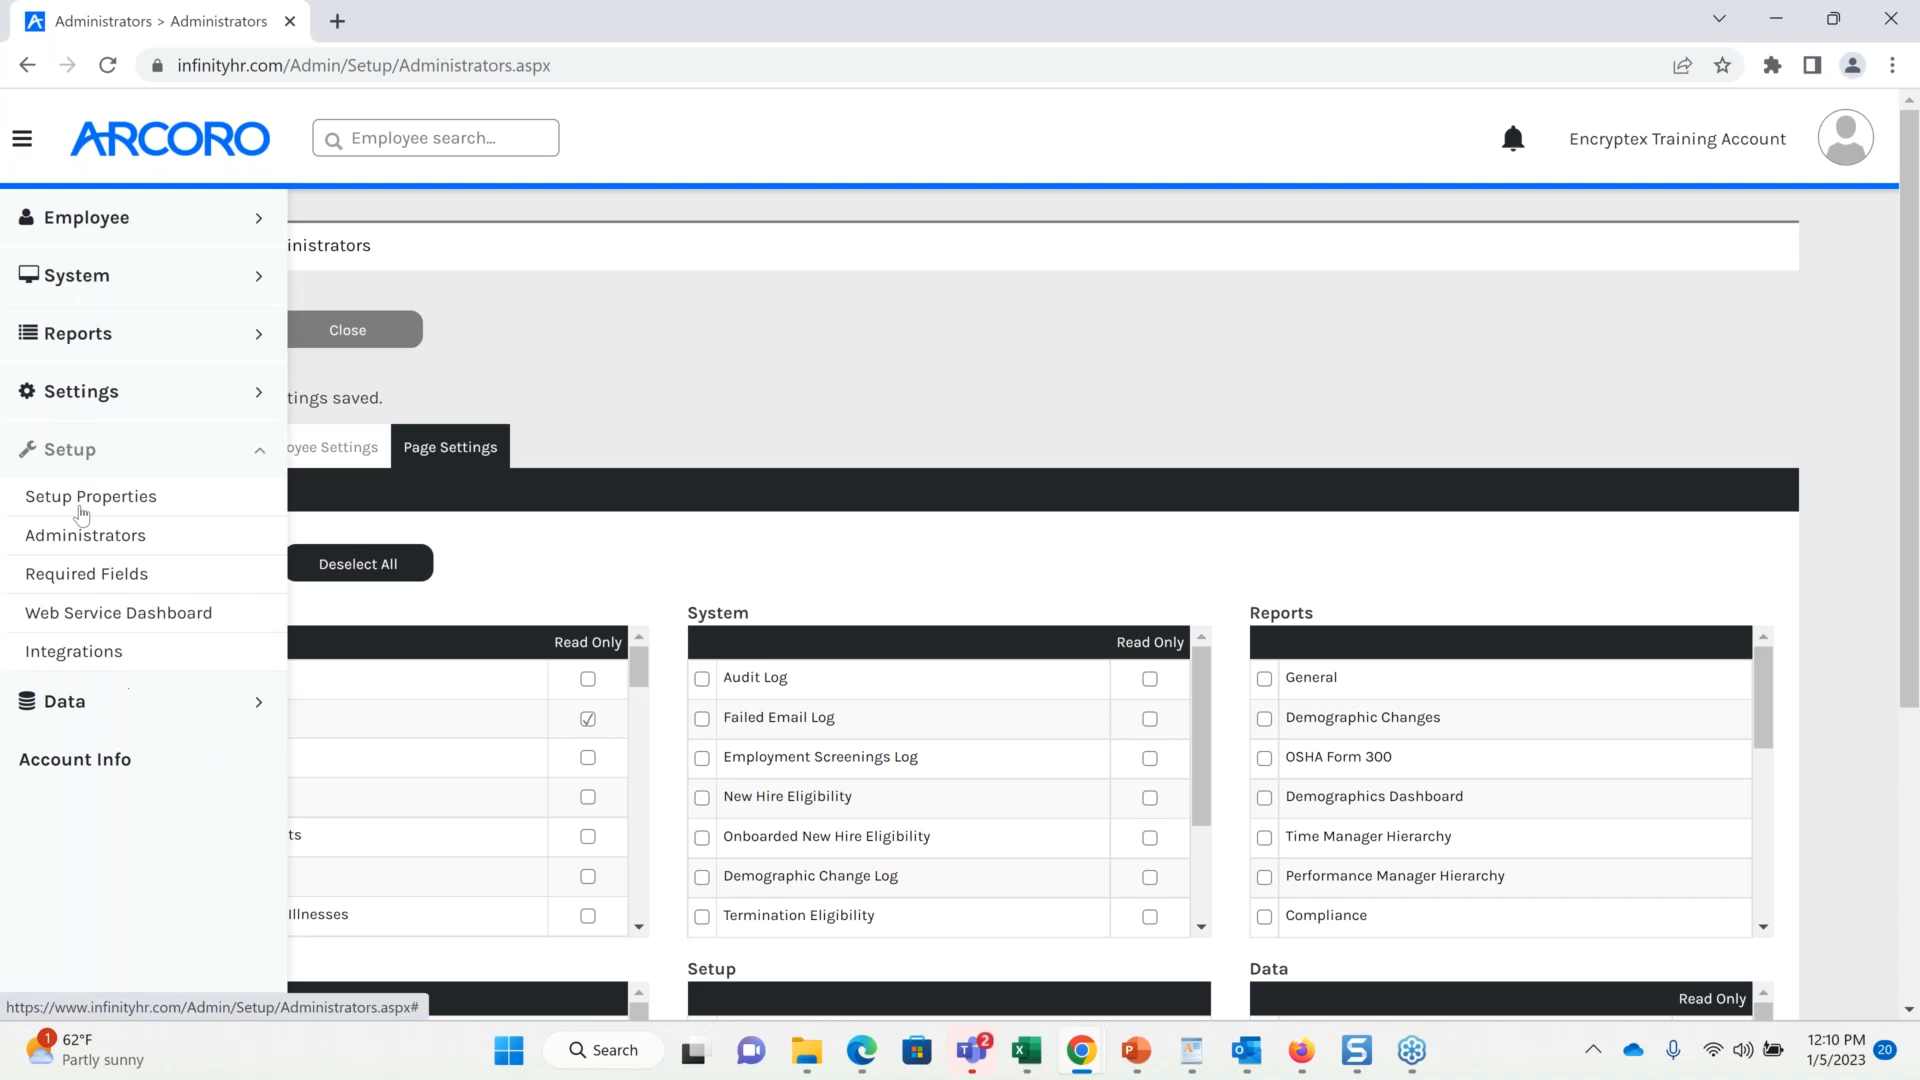 Administrators > Administrators
infinityhr.com/Admin/Setup/Administrators.aspx
ARCORO
Employee search...
Encryptex Training Account
Employee
System
Reports
Settings
Setup
Setup Properties
Administrators
Required Fields
Web Service Dashboard
Integrations
Data
Account Info
inistrators
Close
tings saved.
oyee Settings
Page Settings
Deselect All
Read Only
ts
Illnesses
System
Read Only
Audit Log
Failed Email Log
Employment Screenings Log
New Hire Eligibility
Onboarded New Hire Eligibility
Demographic Change Log
Termination Eligibility
Reports
General
Demographic Changes
OSHA Form 300
Demographics Dashboard
Time Manager Hierarchy
Performance Manager Hierarchy
Compliance
Setup
Data
Read Only
https://www.infinityhr.com/Admin/Setup/Administrators.aspx#
1
62°F
Partly sunny
Search
2
12:10 PM
1/5/2023
20